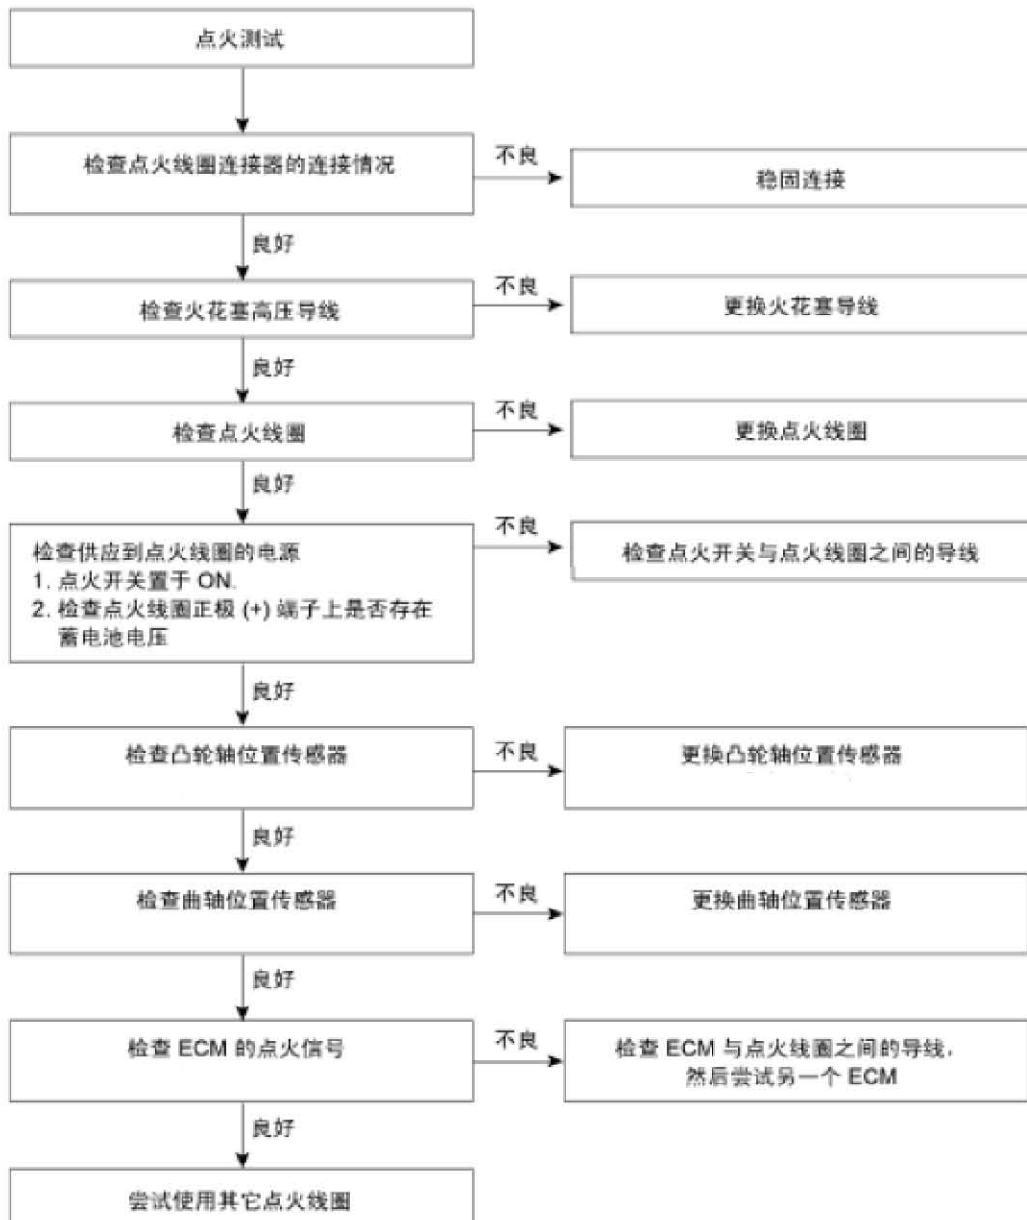 点火测试
检查点火线圈连接器的连接情况
不良
稳固连接
良好
检查火花塞高压导线
不良
更换火花塞导线
良好
检查点火线圈
不良
更换点火线圈
良好
检查供应到点火线圈的电源
1. 点火开关置于 ON.
2. 检查点火线圈正极 (+) 端子上是否存在
蓄电池电压
不良
检查点火开关与点火线圈之间的导线
良好
检查凸轮轴位置传感器
不良
更换凸轮轴位置传感器
良好
检查曲轴位置传感器
不良
更换曲轴位置传感器
良好
检查 ECM 的点火信号
不良
检查 ECM 与点火线圈之间的导线，
然后尝试另一个 ECM
良好
尝试使用其它点火线圈